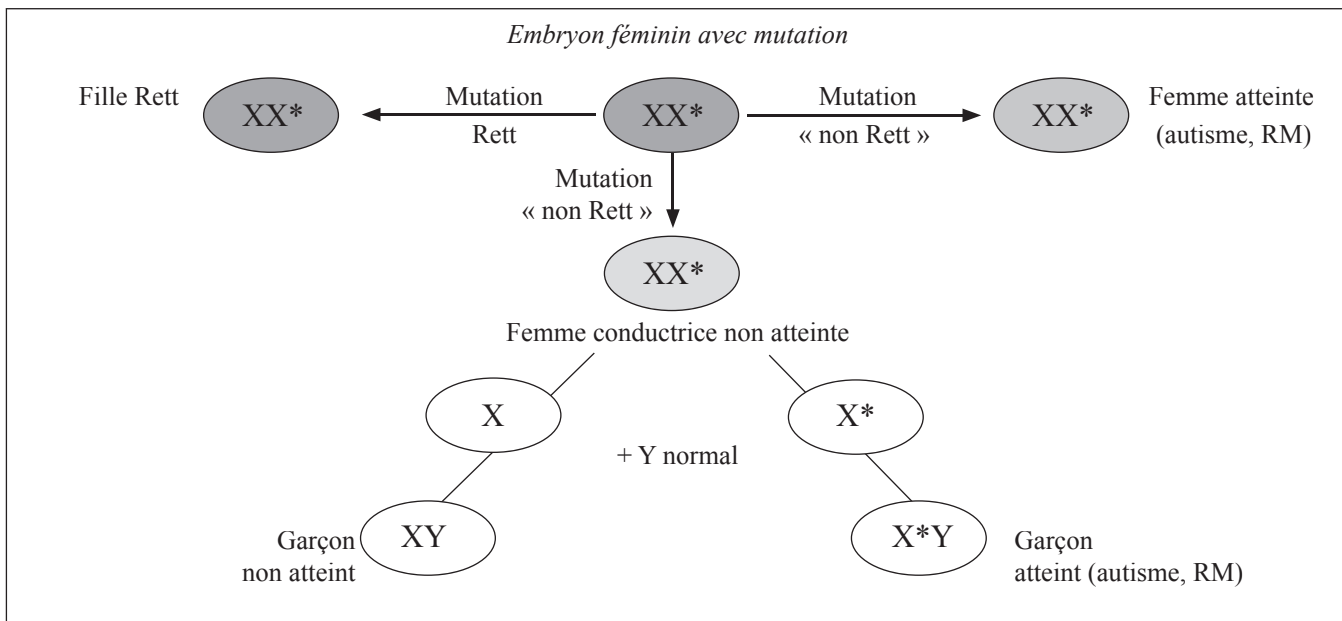 Embryon féminin avec mutation
Fille Rett
XX*
Mutation
Rett
XX*
Mutation
« non Rett »
XX*
Femme atteinte
(autisme, RM)
Mutation
« non Rett »
XX*
Femme conductrice non atteinte
X
X*
+ Y normal
Garçon
non atteint
XY
X*Y
Garçon
atteint (autisme, RM)